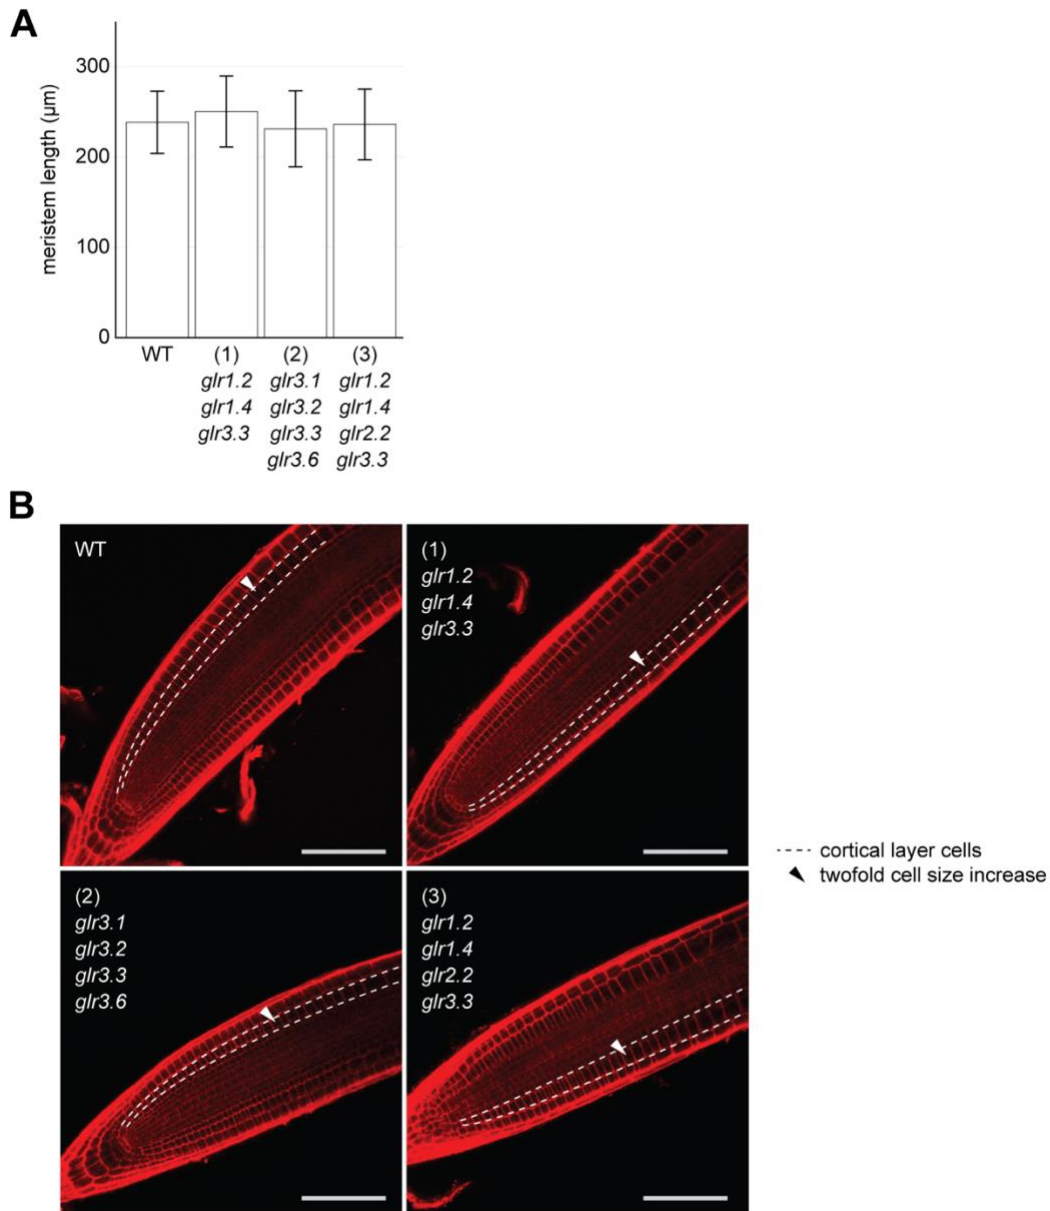 A
meristem length (μm)
300
200
100
0
WT
(1)
glr1.2
glr1.4
glr3.3
(2)
glr3.1
glr3.2
glr3.3
glr3.6
(3)
glr1.2
glr1.4
glr2.2
glr3.3
B
WT
(1)
glr1.2
glr1.4
glr3.3
(2)
glr3.1
glr3.2
glr3.3
glr3.6
(3)
glr1.2
glr1.4
glr2.2
glr3.3
cortical layer cells
twofold cell size increase